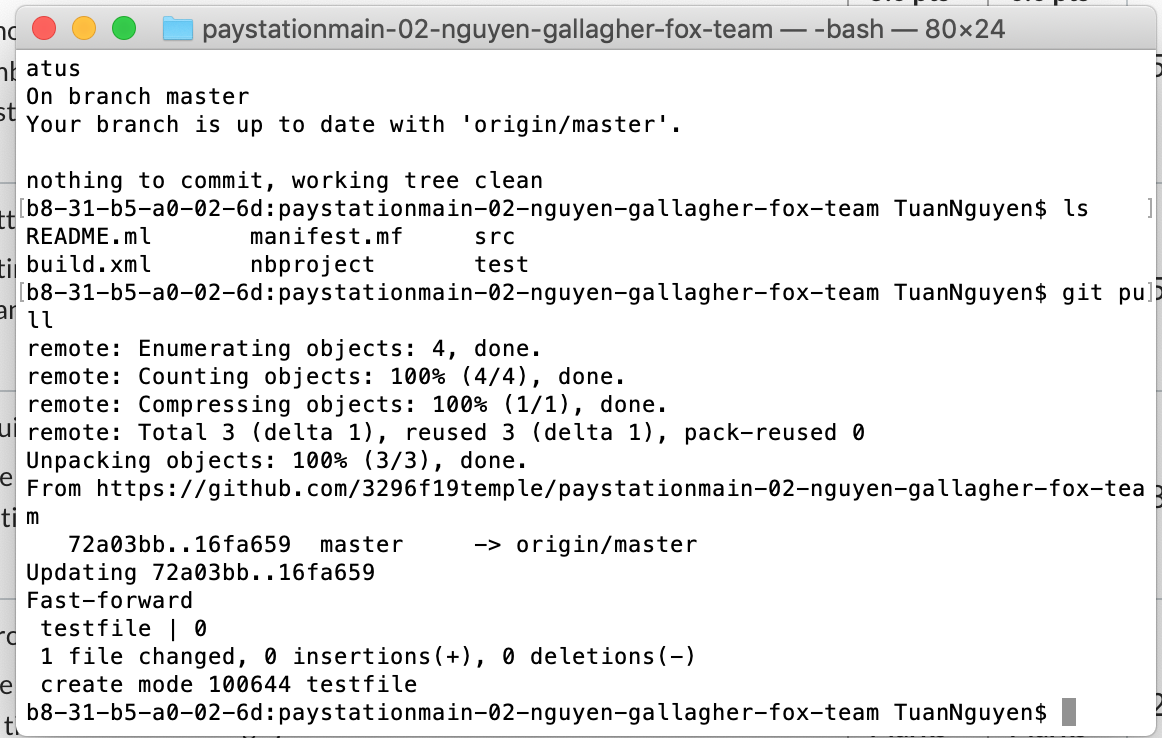 paystationmain-02-nguyen-gallagher-fox-team — -bash — 80×24
atus
On branch master
Your branch is up to date with 'origin/master'.
nothing to commit, working tree clean
[b8-31-b5-a0-02-6d:paystationmain-02-nguyen-gallagher-fox-team TuanNguyen$ ls ]
README.ml manifest.mf src
build.xml nbproject test
[b8-31-b5-a0-02-6d:paystationmain-02-nguyen-gallagher-fox-team TuanNguyen$ git pu]
ll
remote: Enumerating objects: 4, done.
remote: Counting objects: 100% (4/4), done.
remote: Compressing objects: 100% (1/1), done.
remote: Total 3 (delta 1), reused 3 (delta 1), pack-reused 0
Unpacking objects: 100% (3/3), done.
From https://github.com/3296f19temple/paystationmain-02-nguyen-gallagher-fox-tea
m
72a03bb..16fa659 master -> origin/master
Updating 72a03bb..16fa659
Fast-forward
testfile | 0
1 file changed, 0 insertions(+), 0 deletions(-)
create mode 100644 testfile
b8-31-b5-a0-02-6d:paystationmain-02-nguyen-gallagher-fox-team TuanNguyen$